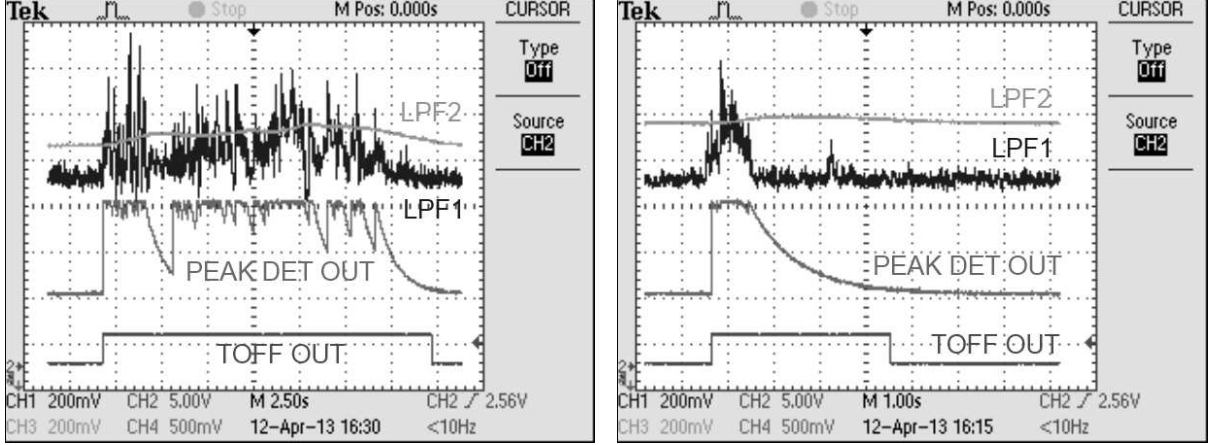 Tek Stop M Pos: 0.000s CURSOR
Type
Off
LPF2
Source
CH2
LPF1
PEAK DET OUT
TOFF OUT
2
CH1 200mV CH2 5.00V M 2.50s CH2 / 2.56V
CH3 200mV CH4 500mV 12-Apr-13 16:30 <10Hz
Tek Stop M Pos: 0.000s CURSOR
Type
Off
LPF2
Source
CH2
LPF1
PEAK DET OUT
TOFF OUT
2
CH1 200mV CH2 5.00V M 1.00s CH2 / 2.56V
CH3 200mV CH4 500mV 12-Apr-13 16:15 <10Hz